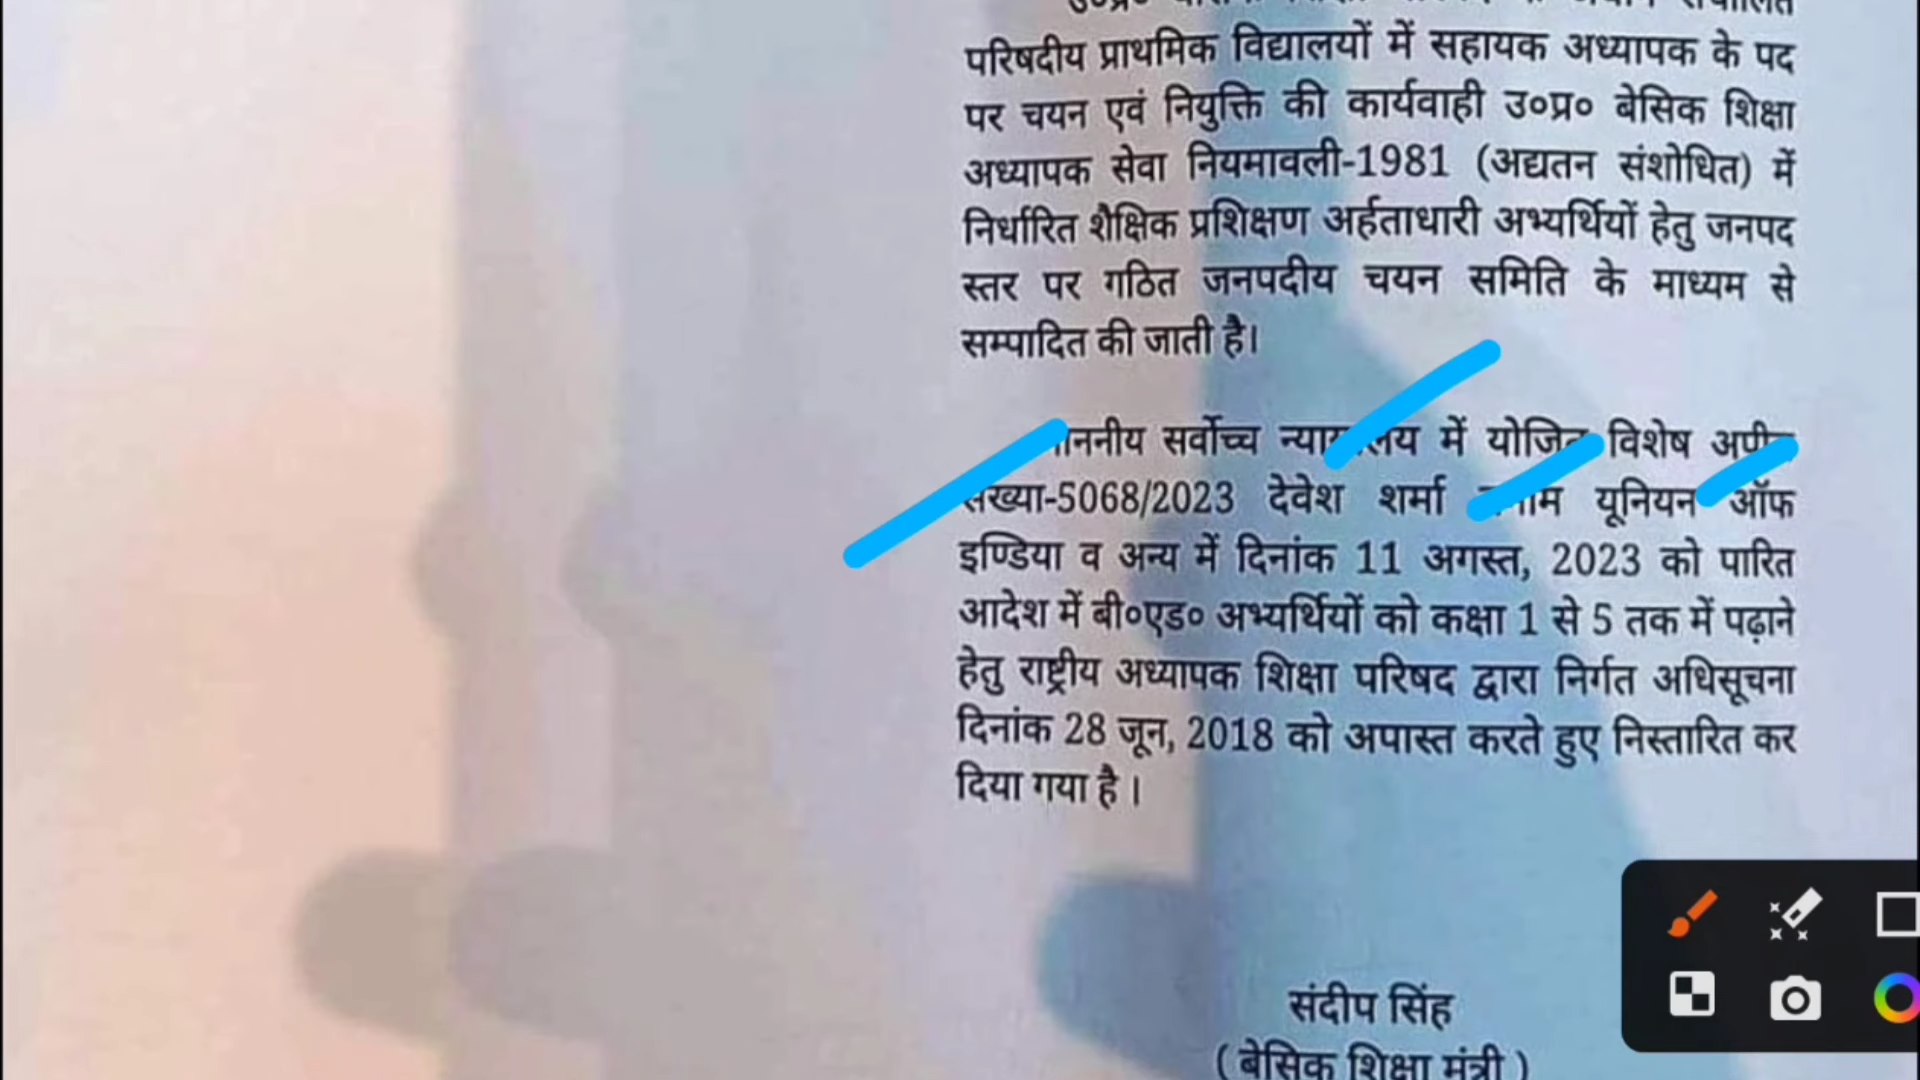 परिषदीय प्राथमिक विद्यालयों में सहायक अध्यापक के पद
पर चयन एवं नियुक्ति की कार्यवाही उ०प्र० बेसिक शिक्षा
अध्यापक सेवा नियमावली-1981 (अद्यतन संशोधित) में
निर्धारित शैक्षिक प्रशिक्षण अर्हताधारी अभ्यर्थियों हेतु जनपद
स्तर पर गठित जनपदीय चयन समिति के माध्यम से
सम्पादित की जाती है।
माननीय सर्वोच्च न्यायालय में योजित विशेष अपील
संख्या-5068/2023 देवेश शर्मा बनाम यूनियन ऑफ
इण्डिया व अन्य में दिनांक 11 अगस्त, 2023 को पारित
आदेश में बी०एड० अभ्यर्थियों को कक्षा 1 से 5 तक में पढ़ाने
हेतु राष्ट्रीय अध्यापक शिक्षा परिषद द्वारा निर्गत अधिसूचना
दिनांक 28 जून, 2018 को अपास्त करते हुए निस्तारित कर
दिया गया है।
संदीप सिंह
( बेसिक शिक्षा मंत्री )